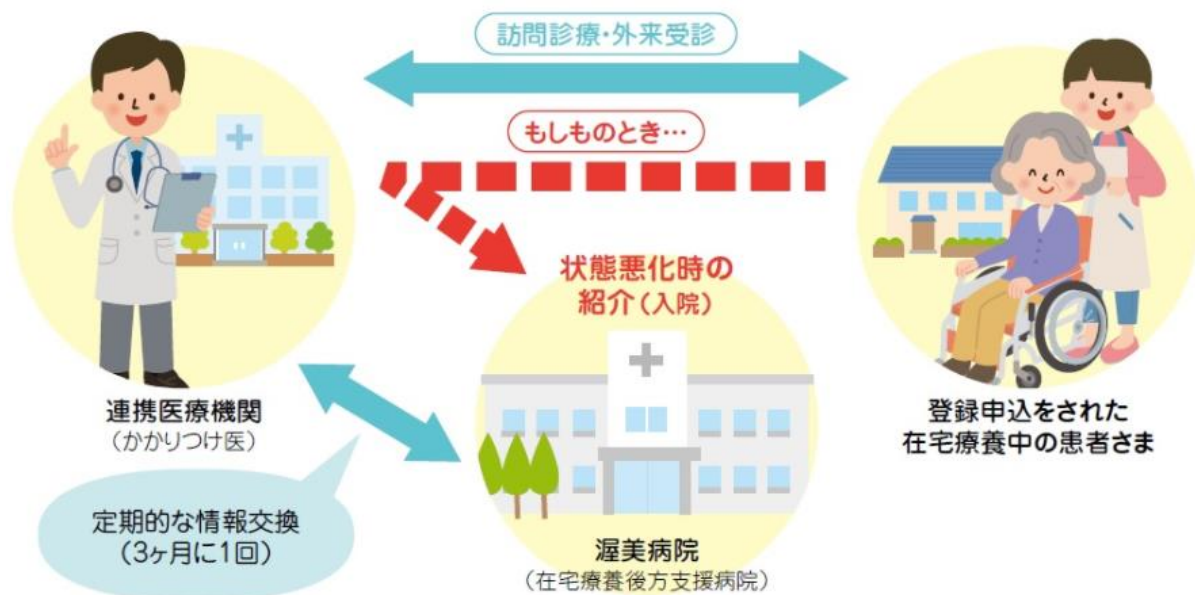 訪問診療・外来受診
もしものとき…
状態悪化時の
紹介(入院)
連携医療機関
(かかりつけ医)
登録申込をされた
在宅療養中の患者さま
定期的な情報交換
(3ヶ月に1回)
渥美病院
(在宅療養後方支援病院)